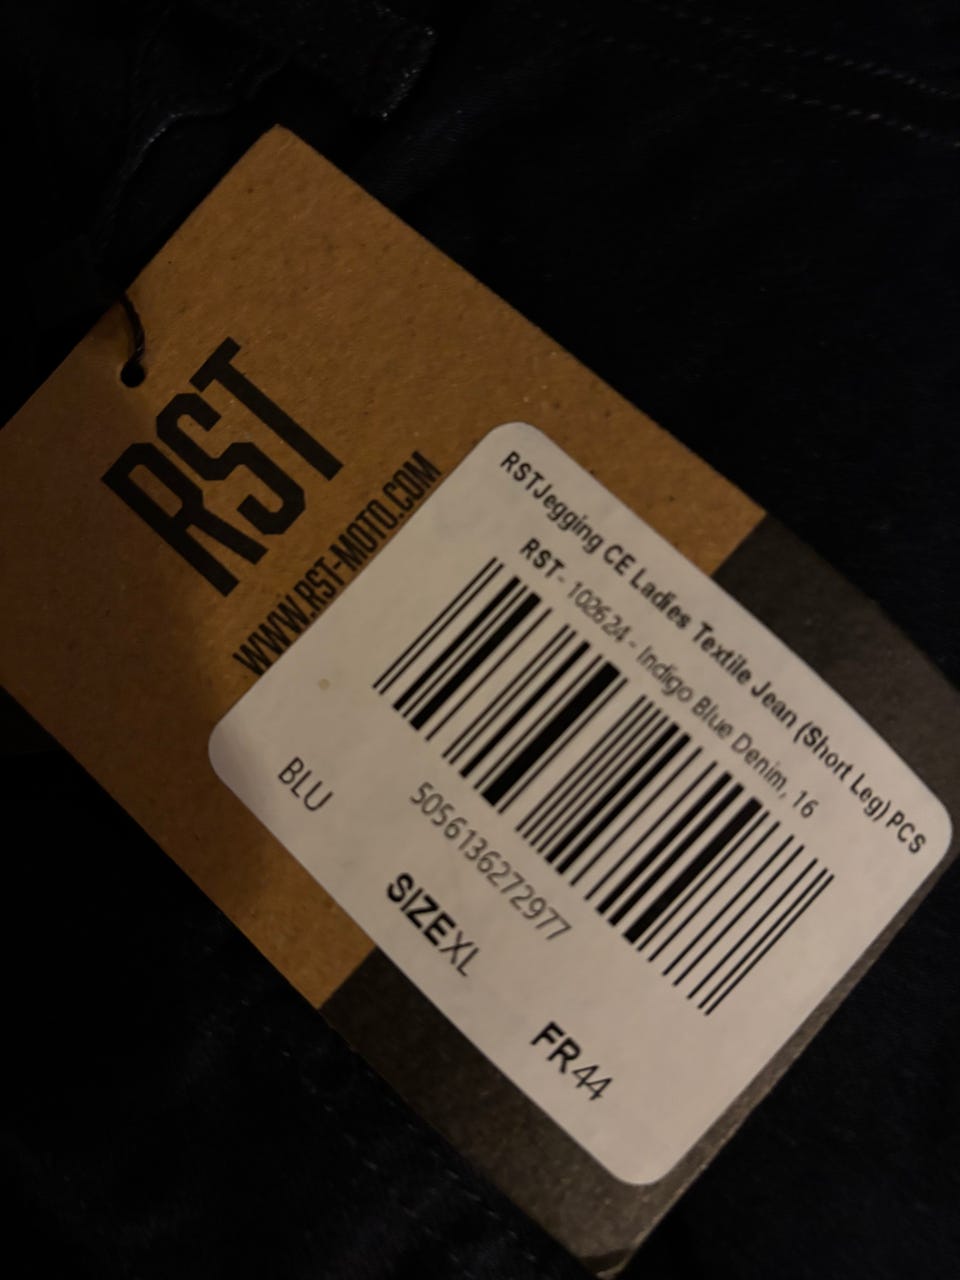 RST
WWW.RST-MOTO.COM
RSTJegging CE Ladies Textile Jean (Short Leg) PCS
RST- 102624 - Indigo Blue Denim, 16
5056136272977
BLU
SIZEXL
FR44